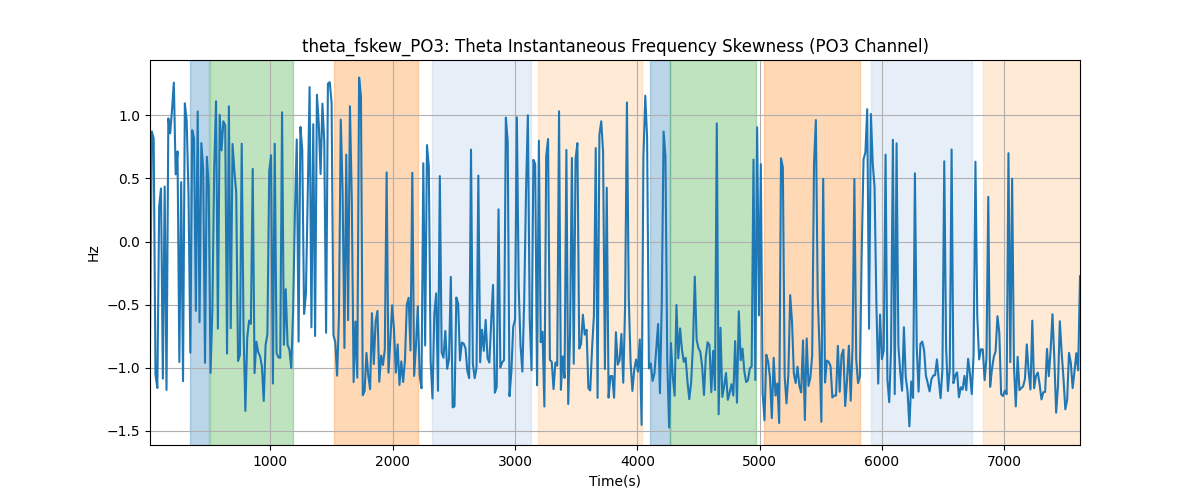 theta_fskew_PO3: Theta Instantaneous Frequency Skewness (PO3 Channel)
1.0
0.5
0.0
−0.5
−1.0
−1.5
Hz
1000 2000 3000 4000 5000 6000 7000
Time(s)